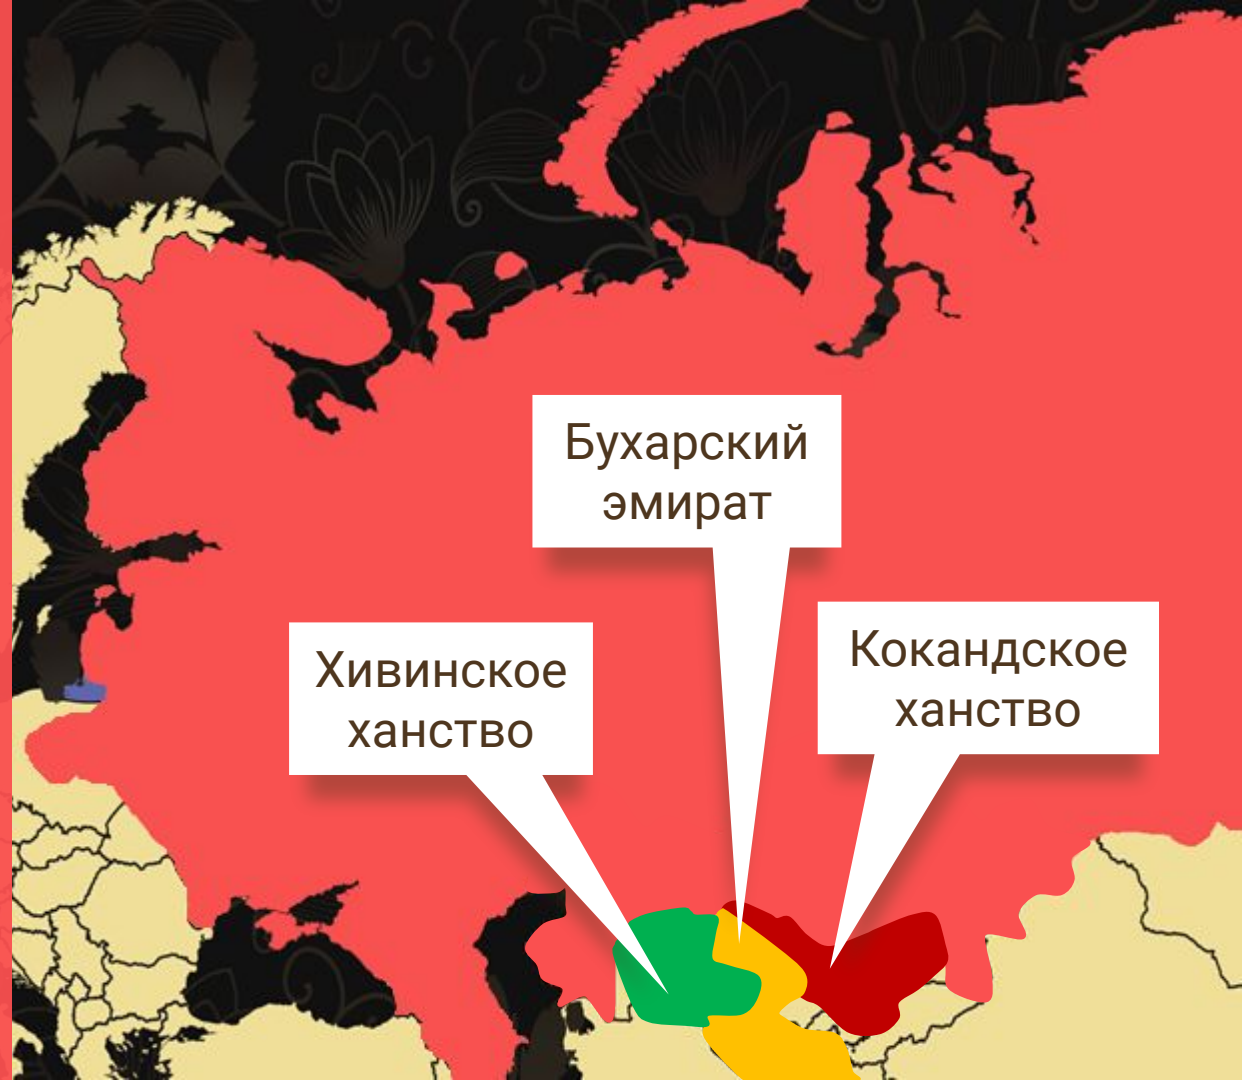 Бухарский
эмират
Хивинское
ханство
Кокандское
ханство